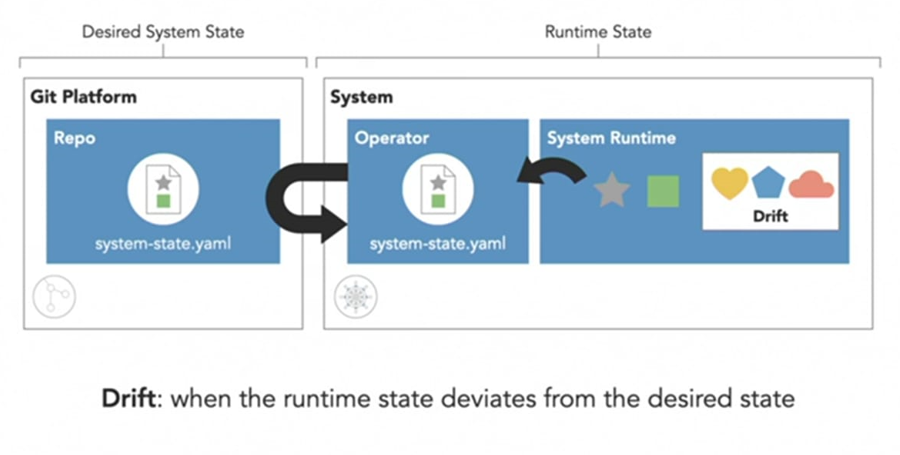 Desired System State
Runtime State
Git Platform
System
Repo
system-state.yaml
Operator
system-state.yaml
System Runtime
Drift
Drift: when the runtime state deviates from the desired state